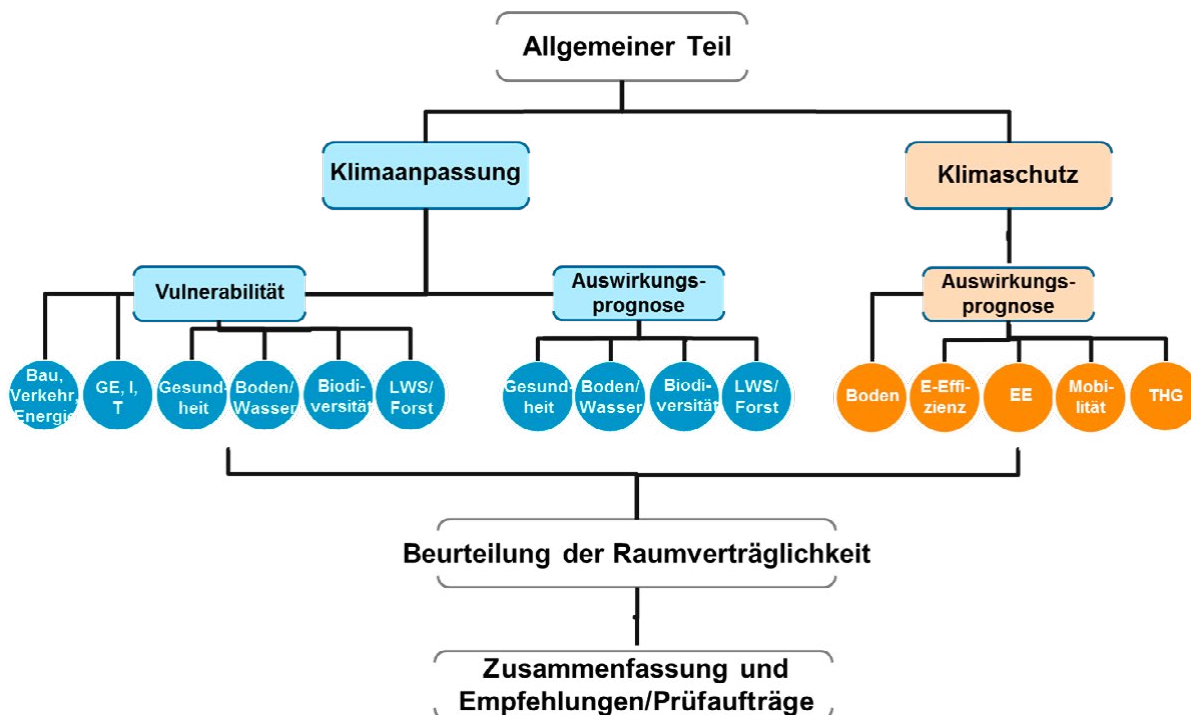 Allgemeiner Teil
Klimaanpassung
Klimaschutz
Vulnerabilität
Auswirkungs-
prognose
Auswirkungs-
prognose
Bau,
Verkehr,
Energie
GE, I,
T
Gesund-
heit
Boden/
Wasser
Biodi-
versität
LWS/
Forst
Gesund-
heit
Boden/
Wasser
Biodi-
versität
LWS/
Forst
Boden
E-Effi-
zienz
EE
Mobi-
lität
THG
Beurteilung der Raumverträglichkeit
Zusammenfassung und
Empfehlungen/Prüfaufträge